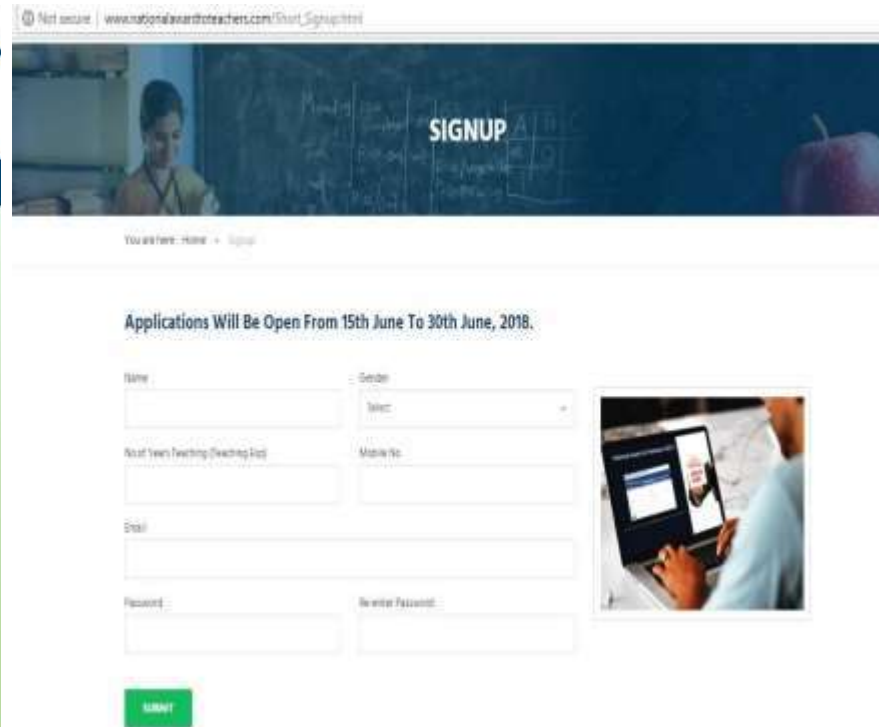 Not secure | www.nationalawardtoteachers.com/Short_Signup.html
SIGNUP
You are here : Home Signup
Applications Will Be Open From 15th June To 30th June, 2018.
Name Gender
Select
No.of Years Teaching (Teaching Exp) Mobile No.
Email
Password Re-enter Password
SUBMIT